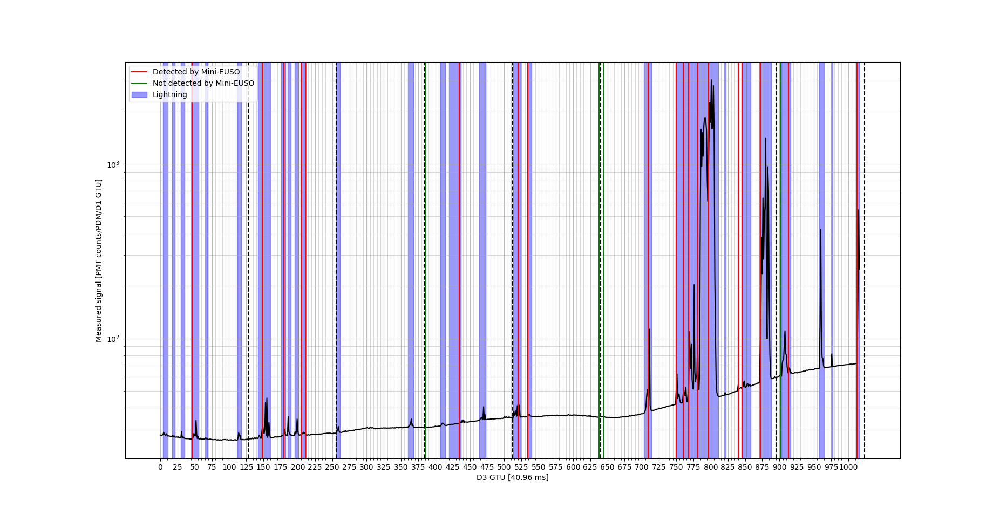 Detected by Mini-EUSO
Not detected by Mini-EUSO
Lightning
Measured signal [PMT counts/PDM/D1 GTU]
10³
10²
0 25 50 75 100 125 150 175 200 225 250 275 300 325 350 375 400 425 450 475 500 525 550 575 600 625 650 675 700 725 750 775 800 825 850 875 900 925 950 975 1000
D3 GTU [40.96 ms]